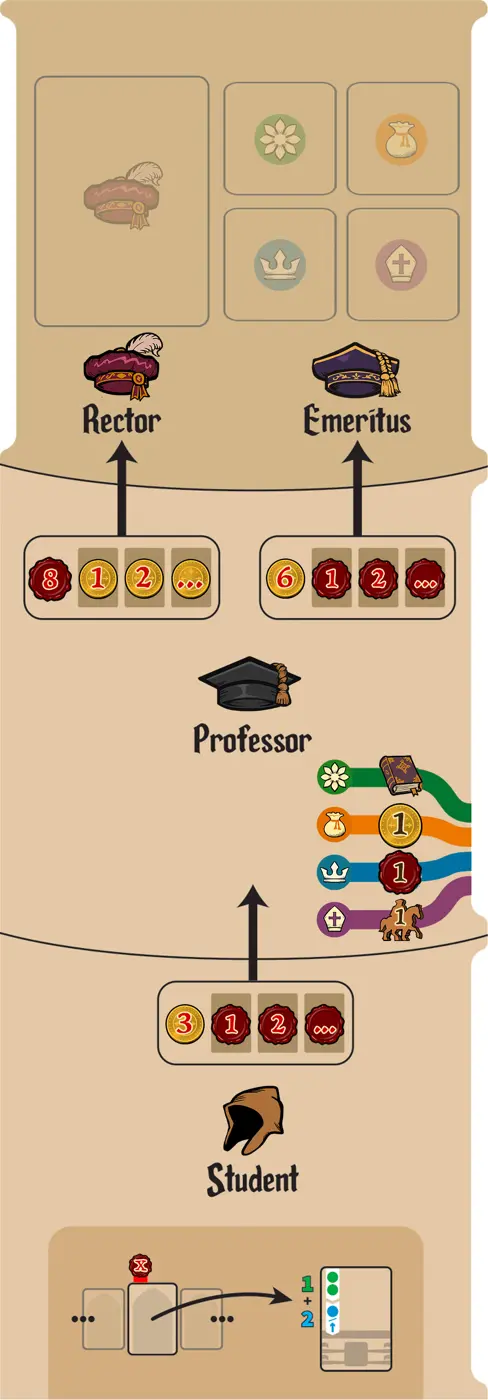 Rector
Emeritus
8 1 2 ...
6 1 2 ...
Professor
1
1
1
3 1 2 ...
Student
x
... ...
1
+
2